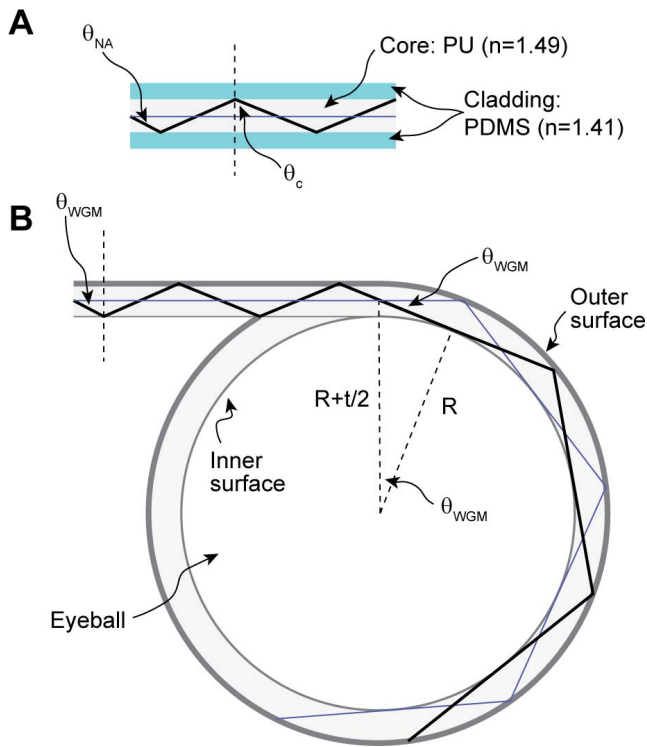 A
θNA
Core: PU (n=1.49)
Cladding:
PDMS (n=1.41)
θc
θWGM
B
θWGM
Outer
surface
R+t/2
R
Inner
surface
θWGM
Eyeball